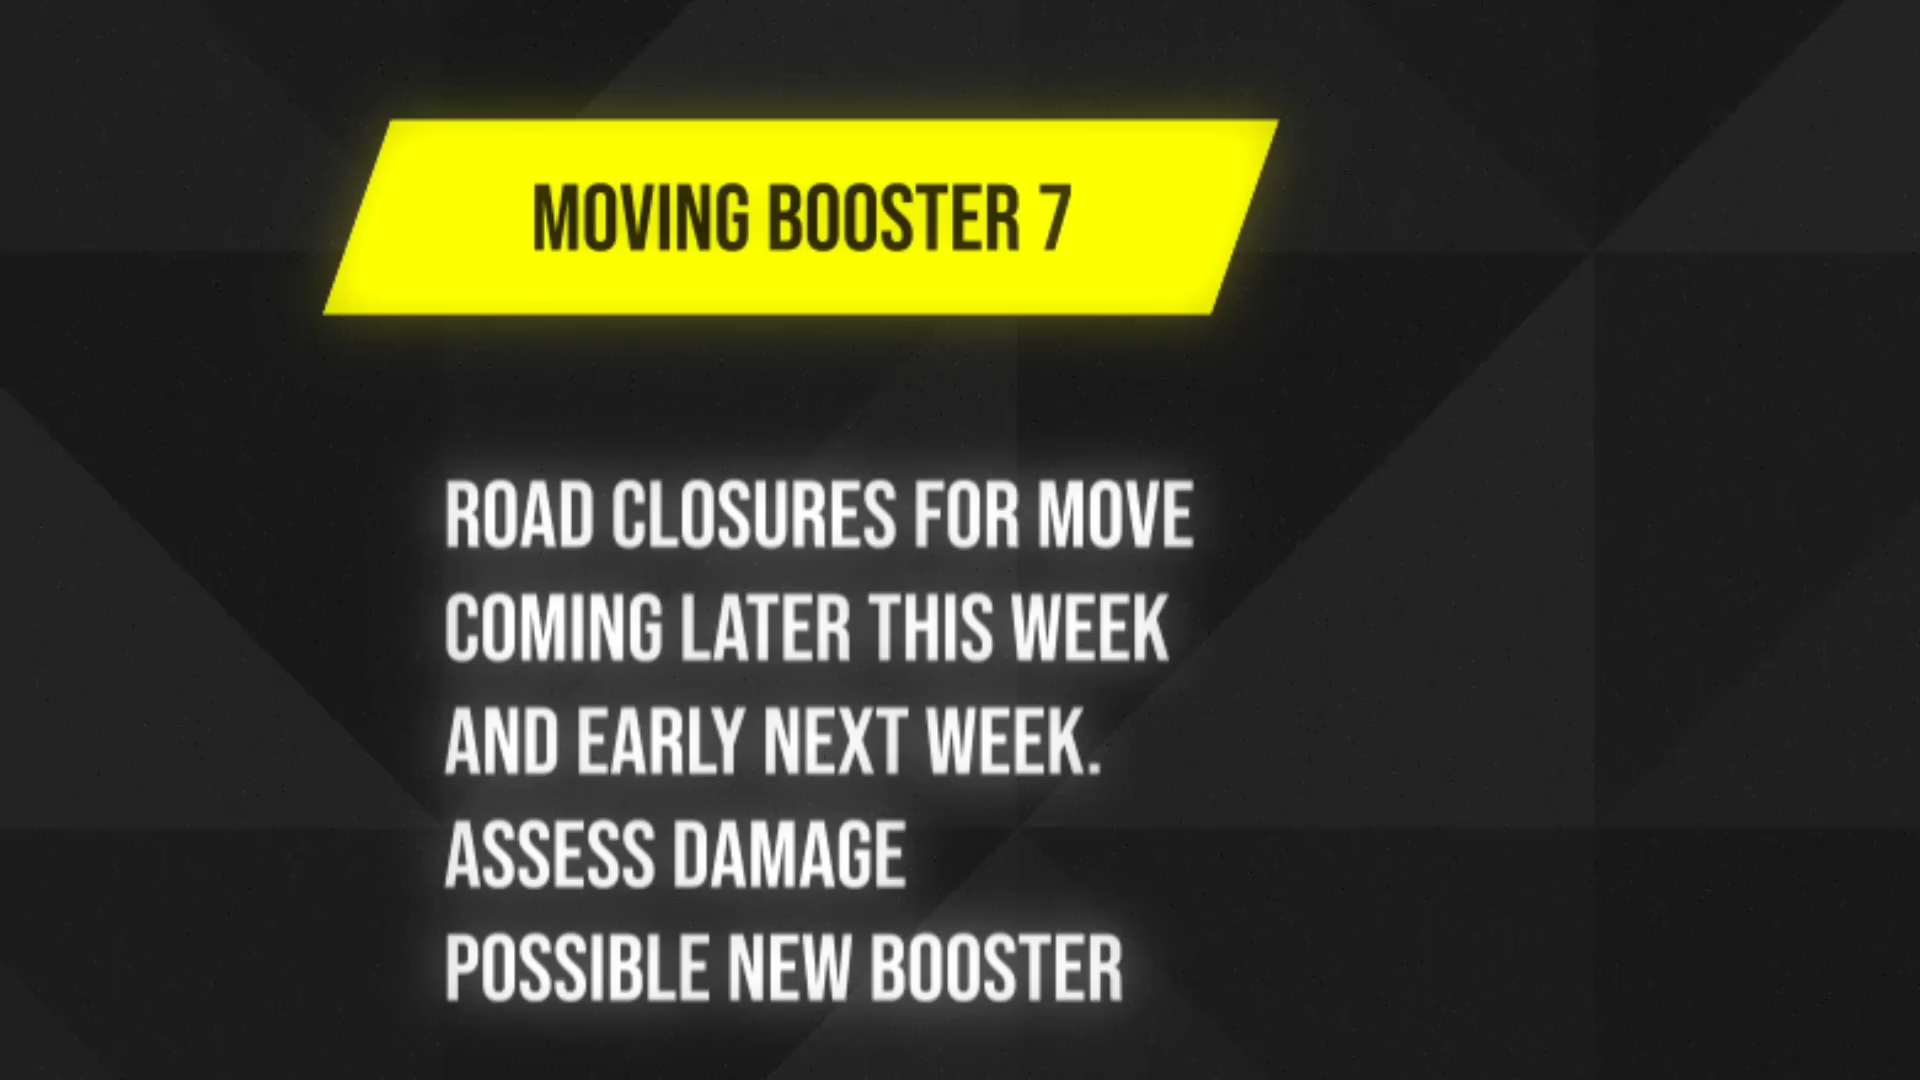 MOVING BOOSTER 7
ROAD CLOSURES FOR MOVE
COMING LATER THIS WEEK
AND EARLY NEXT WEEK.
ASSESS DAMAGE
POSSIBLE NEW BOOSTER